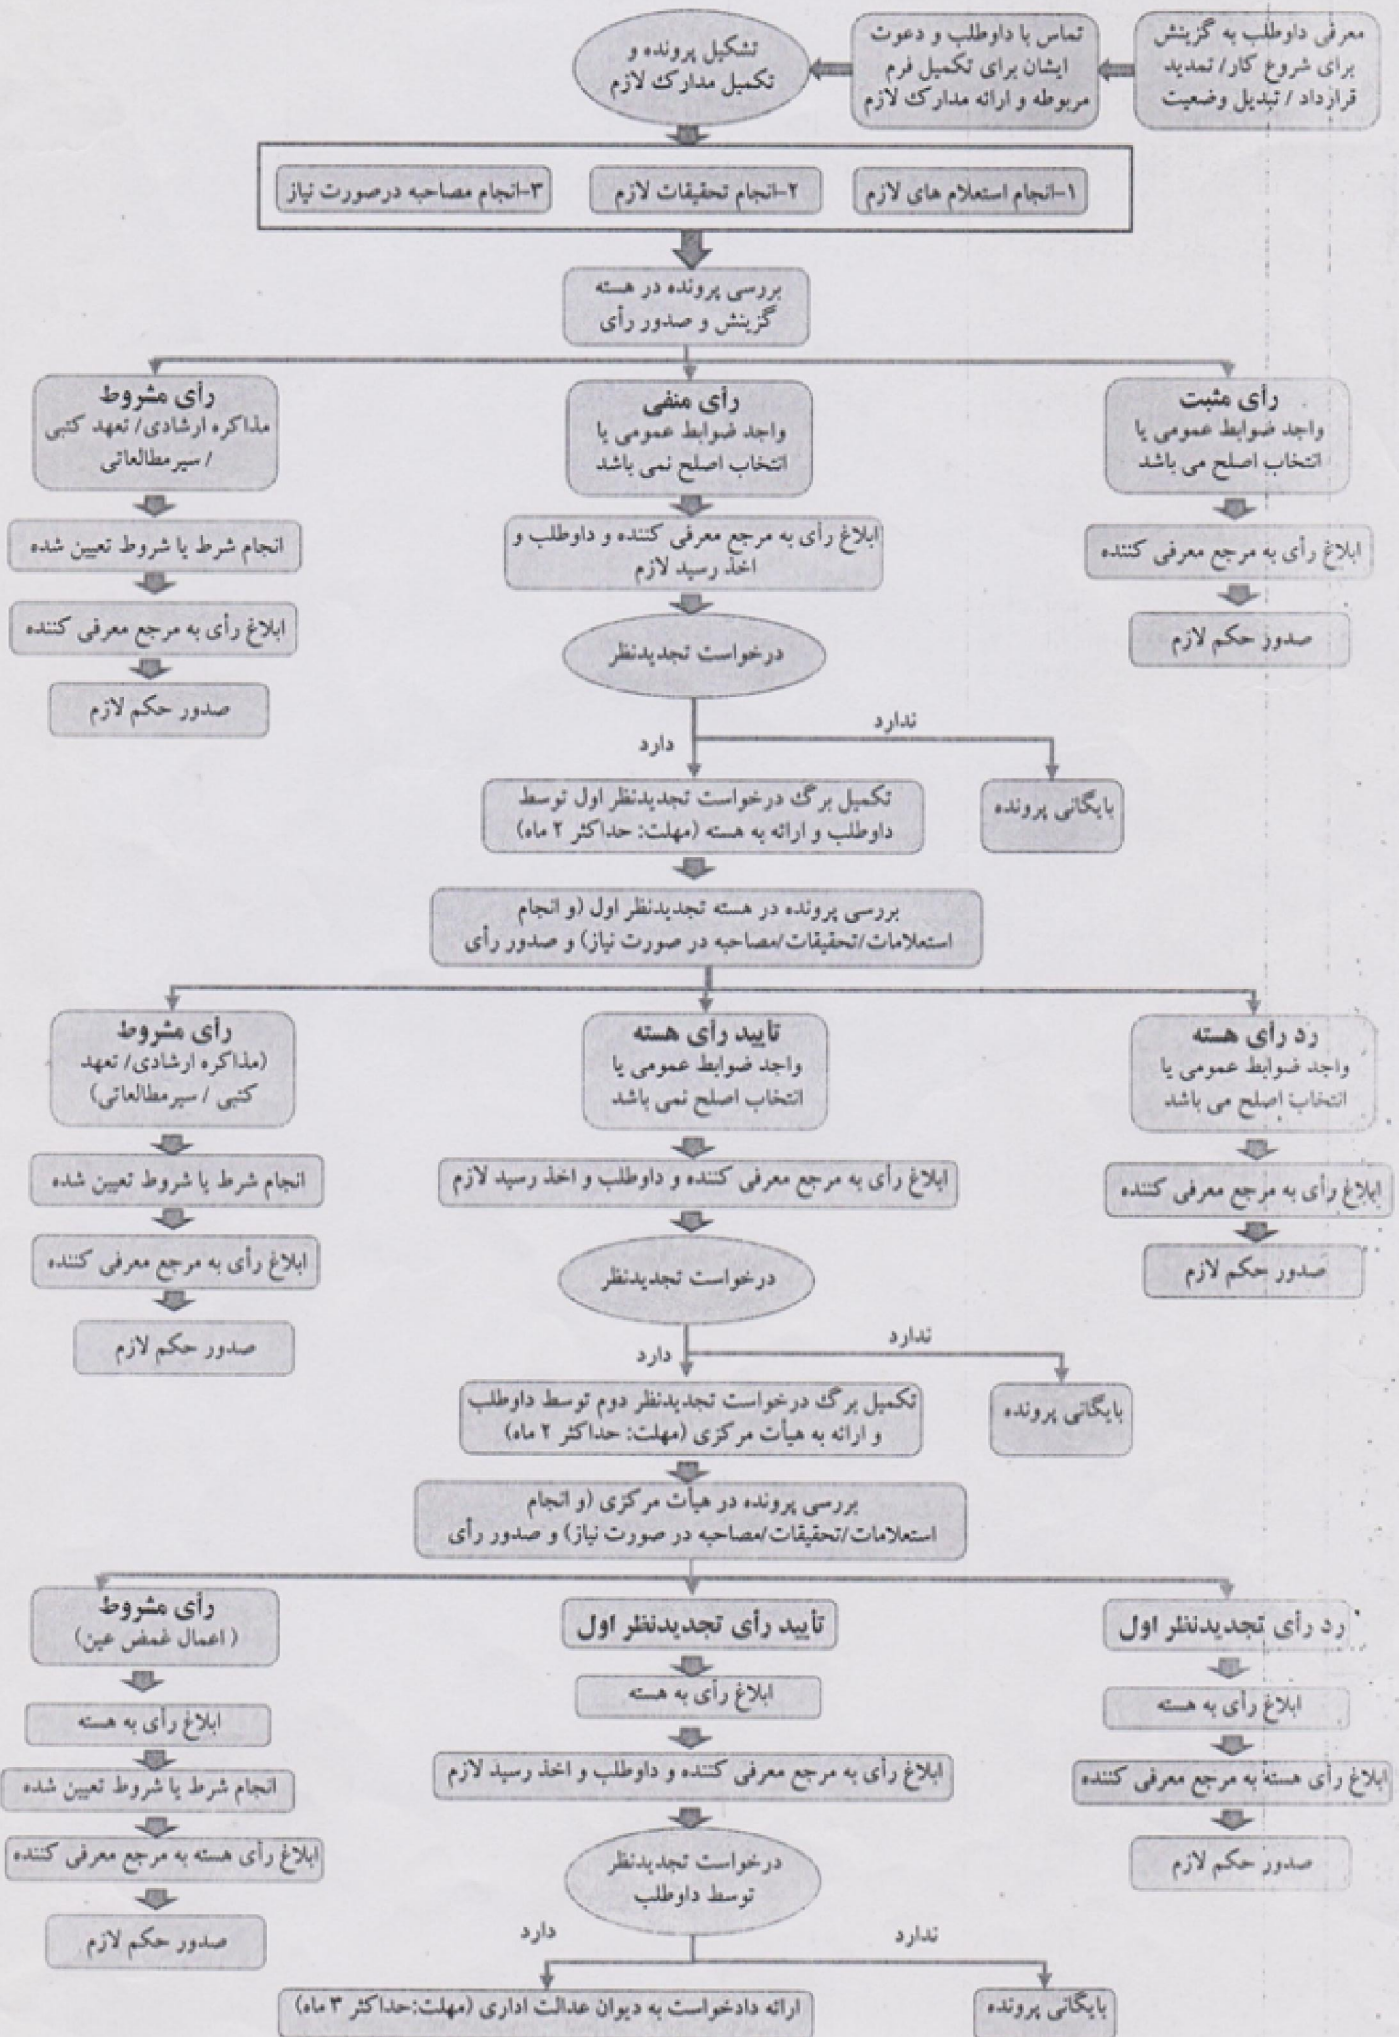 معرفی داوطلب به گزینش
برای شروع کار/ تمدید
قرارداد / تبدیل وضعیت
تماس با داوطلب و دعوت
ایشان برای تکمیل فرم
مربوطه و ارائه مدارک لازم
تشکیل پرونده و
تکمیل مدارک لازم
۱-انجام استعلام های لازم
۲-انجام تحقیقات لازم
۳-انجام مصاحبه درصورت نیاز
بررسی پرونده در هسته
گزینش و صدور رأی
رأی مثبت
واجد ضوابط عمومی یا
انتخاب اصلح می باشد
ابلاغ رأی به مرجع معرفی کننده
صدور حکم لازم
رأی منفی
واجد ضوابط عمومی یا
انتخاب اصلح نمی باشد
ابلاغ رأی به مرجع معرفی کننده و داوطلب و
اخذ رسید لازم
درخواست تجدیدنظر
رأی مشروط
مذاکره ارشادی/ تعهد کتبی
/ سیرمطالعاتی
انجام شرط یا شروط تعیین شده
ابلاغ رأی به مرجع معرفی کننده
صدور حکم لازم
ندارد
دارد
بایگانی پرونده
تکمیل برگ درخواست تجدیدنظر اول توسط
داوطلب و ارائه به هسته (مهلت: حداکثر ۲ ماه)
بررسی پرونده در هسته تجدیدنظر اول (و انجام
استعلامات/تحقیقات/مصاحبه در صورت نیاز) و صدور رأی
رد رأی هسته
واجد ضوابط عمومی یا
انتخاب اصلح می باشد
ابلاغ رأی به مرجع معرفی کننده
صدور حکم لازم
تأیید رأی هسته
واجد ضوابط عمومی یا
انتخاب اصلح نمی باشد
ابلاغ رأی به مرجع معرفی کننده و داوطلب و اخذ رسید لازم
درخواست تجدیدنظر
رأی مشروط
(مذاکره ارشادی/ تعهد
کتبی / سیرمطالعاتی)
انجام شرط یا شروط تعیین شده
ابلاغ رأی به مرجع معرفی کننده
صدور حکم لازم
ندارد
دارد
بایگانی پرونده
تکمیل برگ درخواست تجدیدنظر دوم توسط داوطلب
و ارائه به هیأت مرکزی (مهلت: حداکثر ۲ ماه)
بررسی پرونده در هیأت مرکزی (و انجام
استعلامات/تحقیقات/مصاحبه در صورت نیاز) و صدور رأی
رد رأی تجدیدنظر اول
ابلاغ رأی به هسته
ابلاغ رأی هسته به مرجع معرفی کننده
صدور حکم لازم
تأیید رأی تجدیدنظر اول
ابلاغ رأی به هسته
ابلاغ رأی به مرجع معرفی کننده و داوطلب و اخذ رسید لازم
درخواست تجدیدنظر
توسط داوطلب
رأی مشروط
( اعمال غمض عین)
ابلاغ رأی به هسته
انجام شرط یا شروط تعیین شده
ابلاغ رأی هسته به مرجع معرفی کننده
صدور حکم لازم
ندارد
دارد
بایگانی پرونده
ارائه دادخواست به دیوان عدالت اداری (مهلت:حداکثر ۳ ماه)